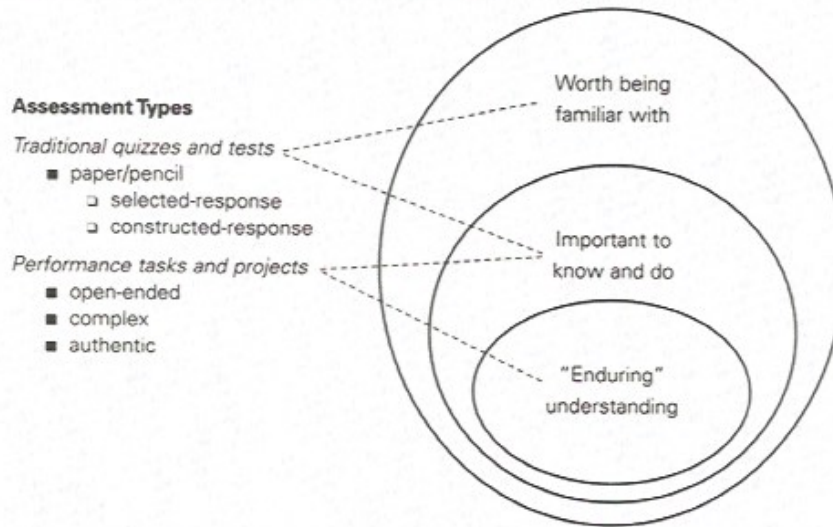 Assessment Types
Traditional quizzes and tests
■ paper/pencil
❑ selected-response
❑ constructed-response
Performance tasks and projects
■ open-ended
■ complex
■ authentic
Worth being
familiar with
Important to
know and do
“Enduring”
understanding